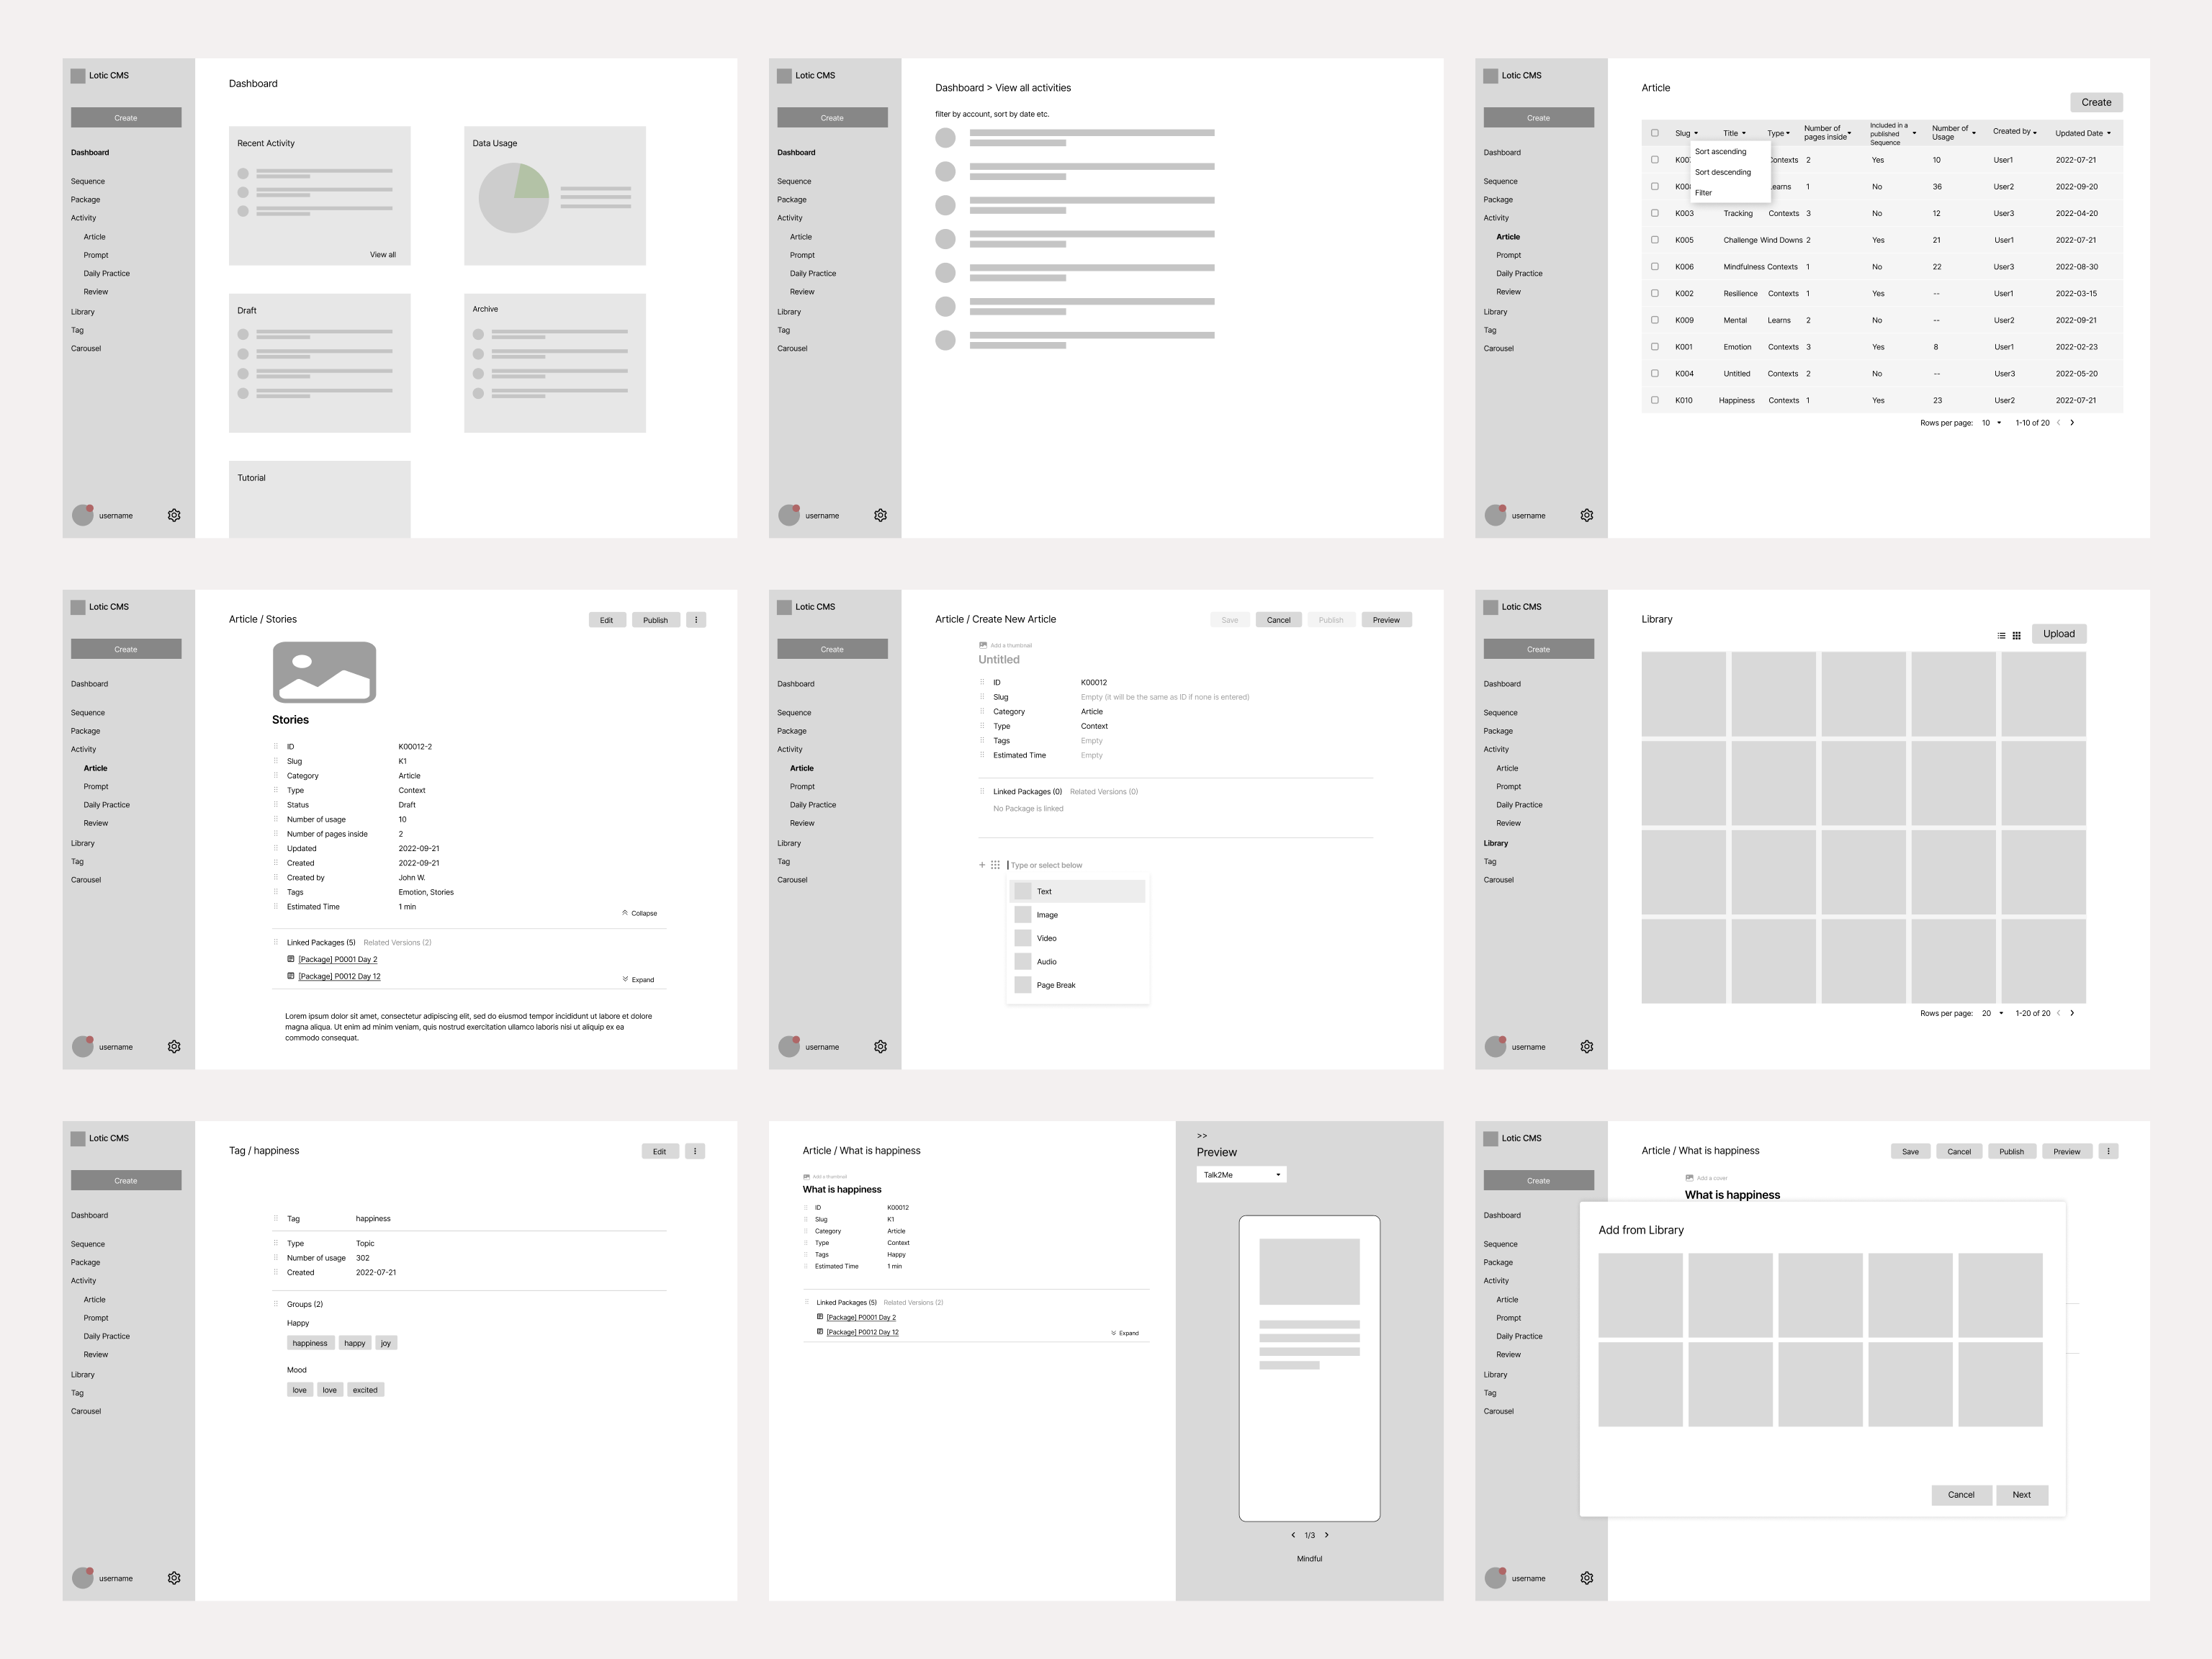 Lotic CMS
Create
Dashboard
Sequence
Package
Activity
Article
Prompt
Daily Practice
Review
Library
Tag
Carousel
username
Dashboard
Recent Activity
View all
Data Usage
Draft
Archive
Tutorial
Lotic CMS
Create
Dashboard
Sequence
Package
Activity
Article
Prompt
Daily Practice
Review
Library
Tag
Carousel
username
Dashboard > View all activities
filter by account, sort by date etc.
Lotic CMS
Create
Dashboard
Sequence
Package
Activity
Article
Prompt
Daily Practice
Review
Library
Tag
Carousel
username
Article
Create
Slug Title Type Number of pages inside Included in a published Sequence Number of Usage Created by Updated Date
Sort ascending
Sort descending
Filter
Contexts 2 Yes 10 User1 2022-07-21
1 No 36 User2 2022-09-20
K003 Tracking Contexts 3 No 12 User3 2022-04-20
K005 Challenge Wind Downs 2 Yes 21 User1 2022-07-21
K006 Mindfulness Contexts 1 No 22 User3 2022-08-30
K002 Resilience Contexts 1 Yes -- User1 2022-03-15
K009 Mental Learns 2 No -- User2 2022-09-21
K001 Emotion Contexts 3 Yes 8 User1 2022-02-23
K004 Untitled Contexts 2 No -- User3 2022-05-20
K010 Happiness Contexts 1 Yes 23 User2 2022-07-21
Rows per page: 10 1-10 of 20
Lotic CMS
Create
Dashboard
Sequence
Package
Activity
Article
Prompt
Daily Practice
Review
Library
Tag
Carousel
username
Article / Stories
Edit Publish
Stories
ID K00012-2
Slug K1
Category Article
Type Context
Status Draft
Number of usage 10
Number of pages inside 2
Updated 2022-09-21
Created 2022-09-21
Created by John W.
Tags Emotion, Stories
Estimated Time 1 min
Collapse
Linked Packages (5) Related Versions (2)
[Package] P0001 Day 2
[Package] P0012 Day 12
Expand
Lorem ipsum dolor sit amet, consectetur adipiscing elit, sed do eiusmod tempor incididunt ut labore et dolore
magna aliqua. Ut enim ad minim veniam, quis nostrud exercitation ullamco laboris nisi ut aliquip ex ea
commodo consequat.
Lotic CMS
Create
Dashboard
Sequence
Package
Activity
Article
Prompt
Daily Practice
Review
Library
Tag
Carousel
username
Article / Create New Article
Save Cancel Publish Preview
Add a thumbnail
Untitled
ID K00012
Slug Empty (it will be the same as ID if none is entered)
Category Article
Type Context
Tags Empty
Estimated Time Empty
Linked Packages (0) Related Versions (0)
No Package is linked
Type or select below
Text
Image
Video
Audio
Page Break
Lotic CMS
Create
Dashboard
Sequence
Package
Activity
Article
Prompt
Daily Practice
Review
Library
Tag
Carousel
username
Library
Upload
Rows per page: 20 1-20 of 20
Lotic CMS
Create
Dashboard
Sequence
Package
Activity
Article
Prompt
Daily Practice
Review
Library
Tag
Carousel
username
Tag / happiness
Edit
Tag happiness
Type Topic
Number of usage 302
Created 2022-07-21
Groups (2)
Happy
happiness happy joy
Mood
love love excited
Article / What is happiness
Add a thumbnail
What is happiness
ID K00012
Slug K1
Category Article
Type Context
Tags Happy
Estimated Time 1 min
Linked Packages (5) Related Versions (2)
[Package] P0001 Day 2
[Package] P0012 Day 12
Expand
>>
Preview
Talk2Me
1/3
Mindful
Lotic CMS
Create
Dashboard
Sequence
Package
Activity
Article
Prompt
Daily Practice
Review
Library
Tag
Carousel
username
Article / What is happiness
Save Cancel Publish Preview
Add a cover
What is happiness
Add from Library
Cancel Next